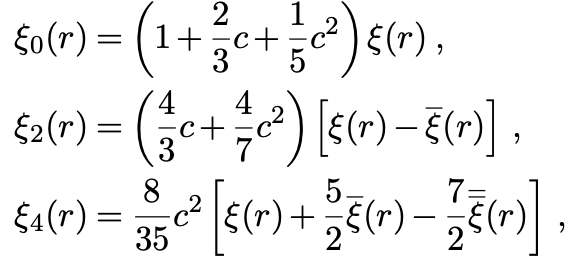 ξ₀(r) = (1 + 2/3 c + 1/5 c²) ξ(r) ,
ξ₂(r) = (4/3 c + 4/7 c²) [ξ(r) − ξ̅(r)] ,
ξ₄(r) = 8/35 c² [ξ(r) + 5/2 ξ̅(r) − 7/2 ξ̿(r)] ,